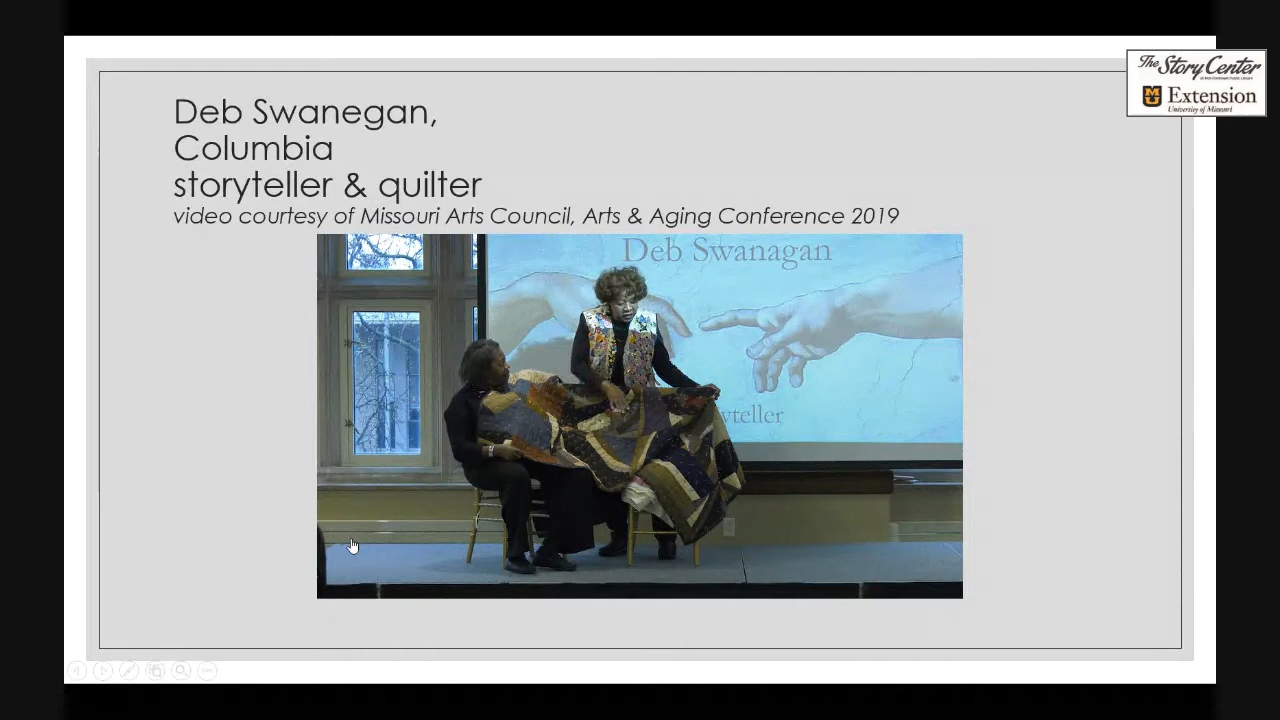 Deb Swanegan,
Columbia
storyteller & quilter
video courtesy of Missouri Arts Council, Arts & Aging Conference 2019
The Story Center
Extension
University of Missouri
Deb Swanagan
yteller